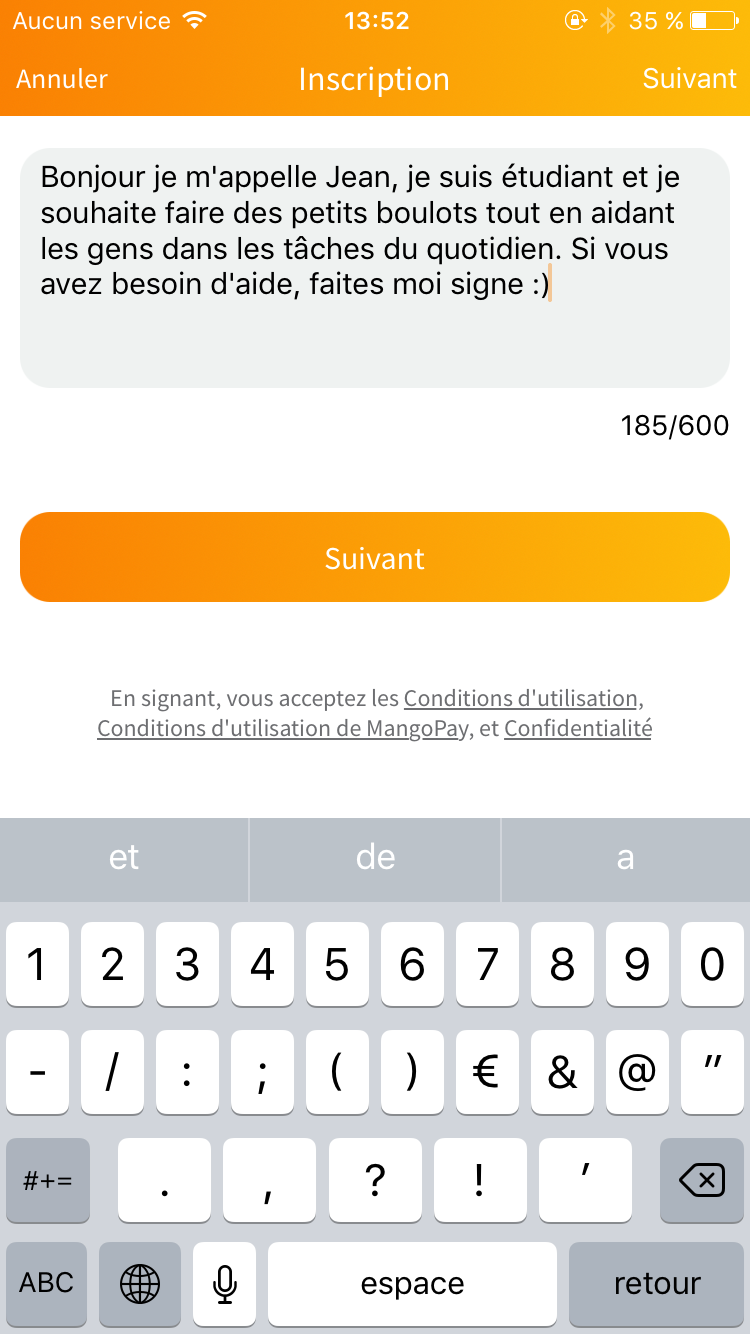 Aucun service 13:52 35 %
Annuler Inscription Suivant
Bonjour je m'appelle Jean, je suis étudiant et je
souhaite faire des petits boulots tout en aidant
les gens dans les tâches du quotidien. Si vous
avez besoin d'aide, faites moi signe :)
185/600
Suivant
En signant, vous acceptez les Conditions d'utilisation,
Conditions d'utilisation de MangoPay, et Confidentialité
et de a
1 2 3 4 5 6 7 8 9 0
- / : ; ( ) € & @ "
#+= . , ? ! '
ABC espace retour